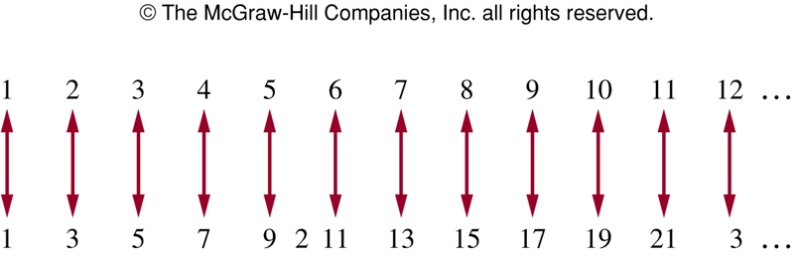 © The McGraw-Hill Companies, Inc. all rights reserved.
1 2 3 4 5 6 7 8 9 10 11 12 ...
1 3 5 7 9 2 11 13 15 17 19 21 3 ...